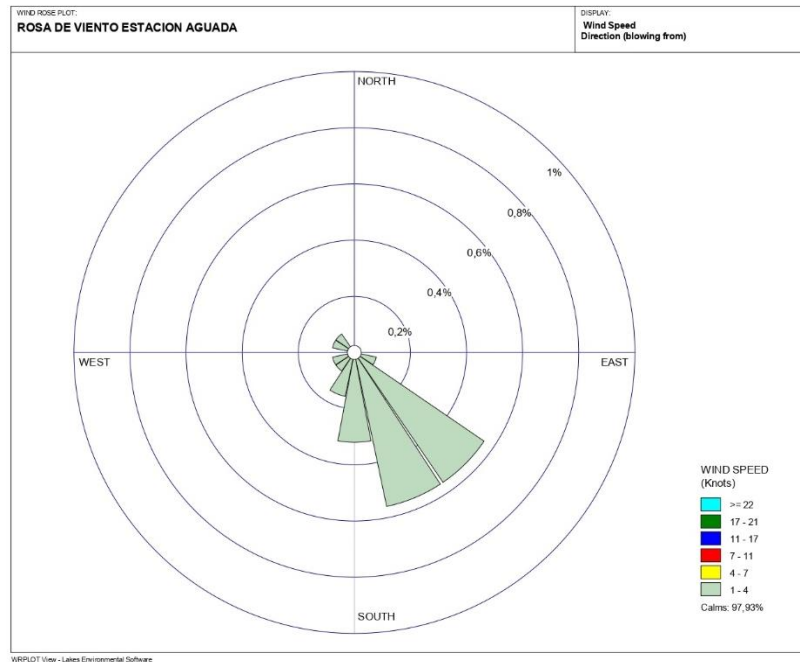 WIND ROSE PLOT:
ROSA DE VIENTO ESTACION AGUADA
DISPLAY:
Wind Speed
Direction (blowing from)
NORTH
1%
0,8%
0,6%
0,4%
0,2%
WEST
EAST
SOUTH
WIND SPEED
(Knots)
>= 22
17 - 21
11 - 17
7 - 11
4 - 7
1 - 4
Calms: 97,93%
WRPLOT View - Lakes Environmental Software